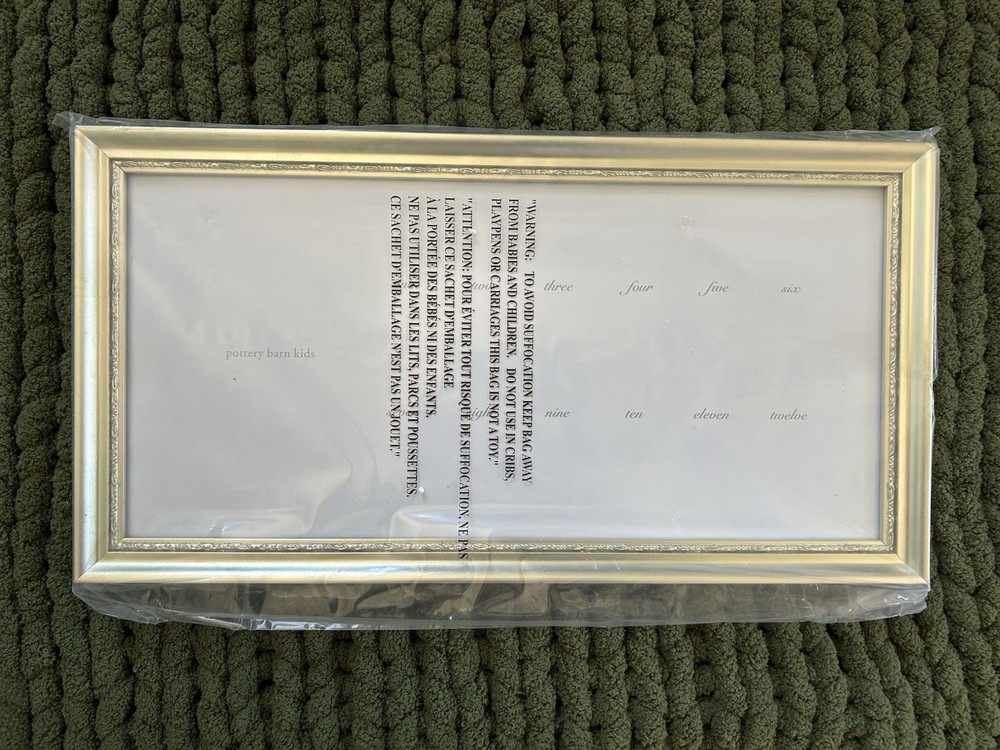 "WARNING: TO AVOID SUFFOCATION KEEP BAG AWAY
FROM BABIES AND CHILDREN. DO NOT USE IN CRIBS,
PLAYPENS OR CARRIAGES THIS BAG IS NOT A TOY."
"ATTENTION: POUR ÉVITER TOUT RISQUE DE SUFFOCATION, NE PAS
LAISSER CE SACHET D'EMBALLAGE
À LA PORTÉE DES BÉBÉS NI DES ENFANTS.
NE PAS UTILISER DANS LES LITS, PARCS ET POUSSETTES.
CE SACHET D'EMBALLAGE N'EST PAS UN JOUET."
two three four five six
pottery barn kids
eight nine ten eleven twelve